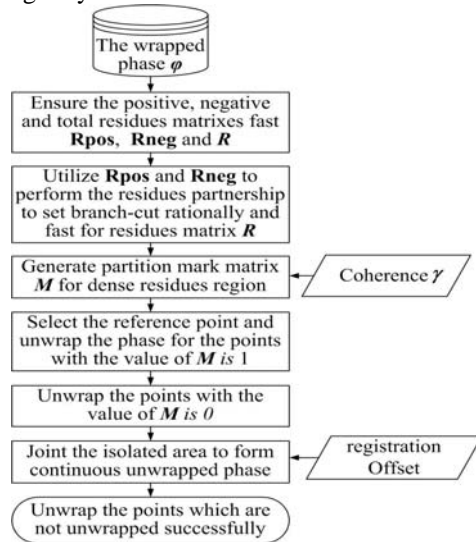 The wrapped
phase φ
Ensure the positive, negative
and total residues matrixes fast
Rpos, Rneg and R
Utilize Rpos and Rneg to
perform the residues partnership
to set branch-cut rationally and
fast for residues matrix R
Generate partition mark matrix
M for dense residues region
Coherence γ
Select the reference point and
unwrap the phase for the points
with the value of M is 1
Unwrap the points with the
value of M is 0
Joint the isolated area to form
continuous unwrapped phase
registration
Offset
Unwrap the points which are
not unwrapped successfully